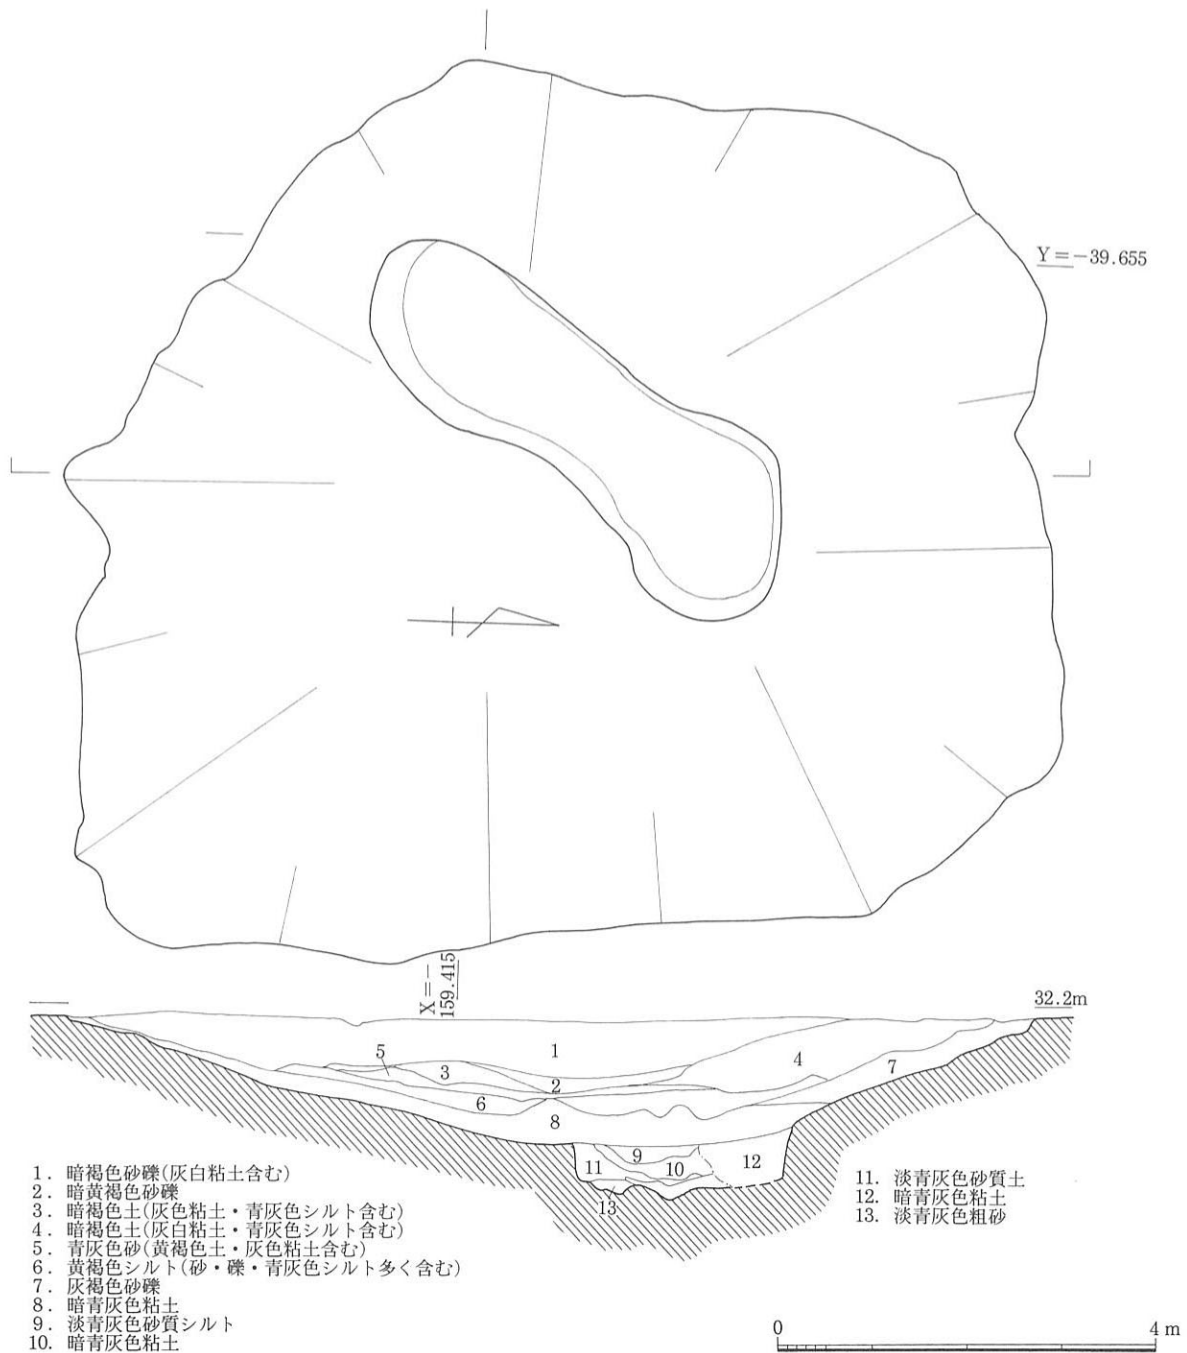 Y=-39.655
X=-
159.415
32.2m
1
2
3
4
5
6
7
8
9
10
11
12
13
1. 暗褐色砂礫(灰白粘土含む)
2. 暗黄褐色砂礫
3. 暗褐色土(灰色粘土・青灰色シルト含む)
4. 暗褐色土(灰白粘土・青灰色シルト含む)
5. 青灰色砂(黄褐色土・灰色粘土含む)
6. 黄褐色シルト(砂・礫・青灰色シルト多く含む)
7. 灰褐色砂礫
8. 暗青灰色粘土
9. 淡青灰色砂質シルト
10. 暗青灰色粘土
11. 淡青灰色砂質土
12. 暗青灰色粘土
13. 淡青灰色粗砂
0 4 m